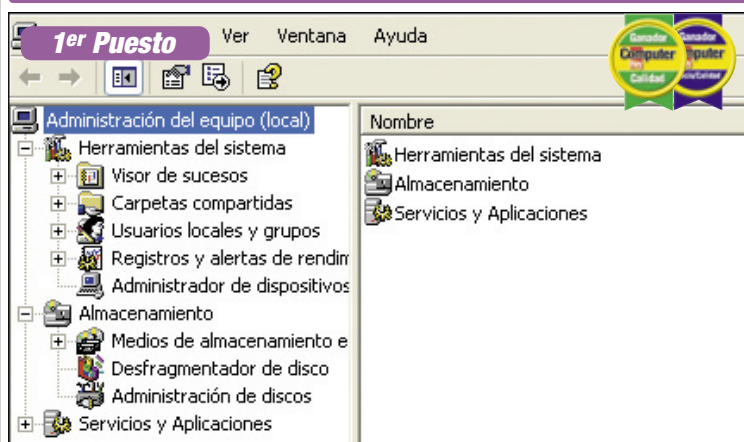 1er Puesto
Ver Ventana Ayuda
Ganador
Computer
Calidad
Ganador
Administración del equipo (local)
Herramientas del sistema
Visor de sucesos
Carpetas compartidas
Usuarios locales y grupos
Registros y alertas de rendim
Administrador de dispositivos
Almacenamiento
Medios de almacenamiento e
Desfragmentador de disco
Administración de discos
Servicios y Aplicaciones
Nombre
Herramientas del sistema
Almacenamiento
Servicios y Aplicaciones